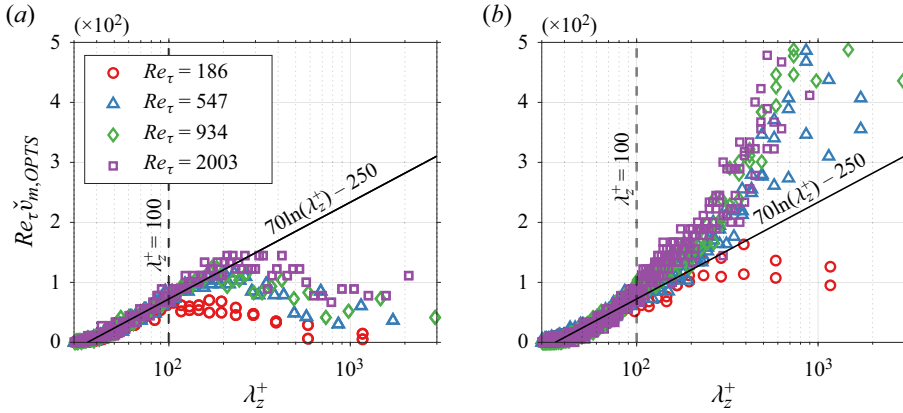 (a)
(×10²)
5
4
3
2
1
0
Re_τ v̌_{m,OPTS}
Re_τ = 186
Re_τ = 547
Re_τ = 934
Re_τ = 2003
λ_z^+ = 100
70ln(λ_z^+) − 250
10²
10³
λ_z^+
(b)
(×10²)
5
4
3
2
1
0
λ_z^+ = 100
70ln(λ_z^+) − 250
10²
10³
λ_z^+